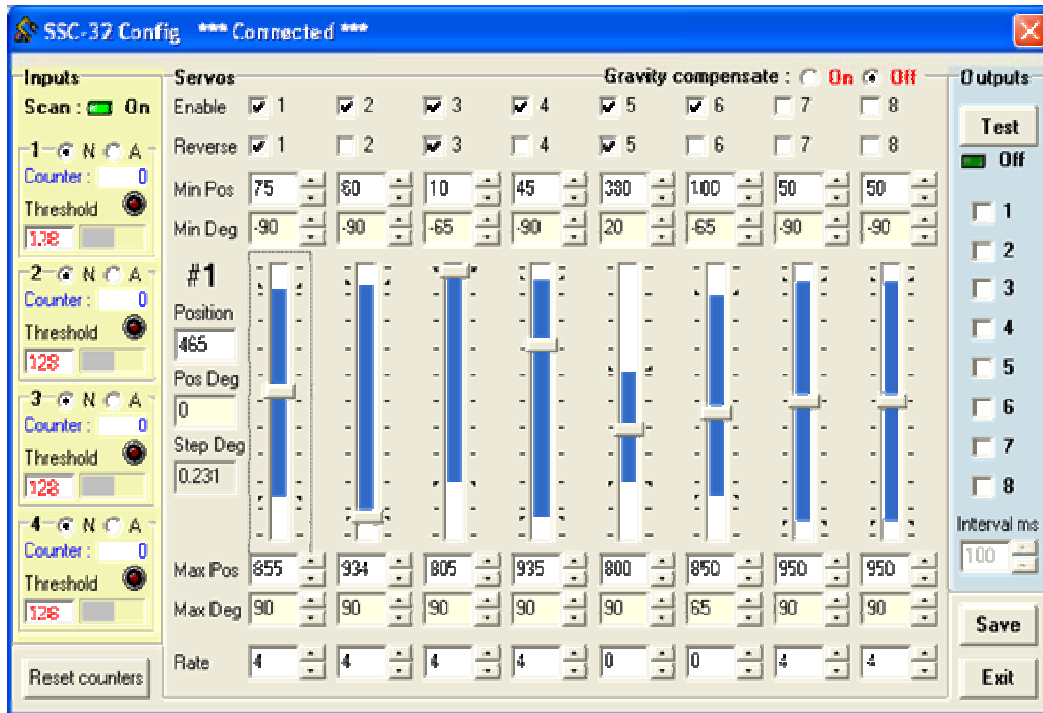 SSC-32 Config *** Connected ***
Inputs
Scan : On
1 N A
Counter : 0
Threshold
128
2 N A
Counter : 0
Threshold
128
3 N A
Counter : 0
Threshold
128
4 N A
Counter : 0
Threshold
128
Reset counters
Servos
Gravity compensate : On Off
Enable 1 2 3 4 5 6 7 8
Reverse 1 2 3 4 5 6 7 8
Min Pos 75 60 10 45 380 100 50 50
Min Deg -90 -90 -65 -90 20 -65 -90 -90
#1
Position
465
Pos Deg
0
Step Deg
0.231
Max Pos 855 934 805 935 800 850 950 950
Max Deg 90 90 90 90 90 65 90 90
Rate 4 4 4 4 0 0 4 4
Outputs
Test
Off
1
2
3
4
5
6
7
8
Interval ms
100
Save
Exit